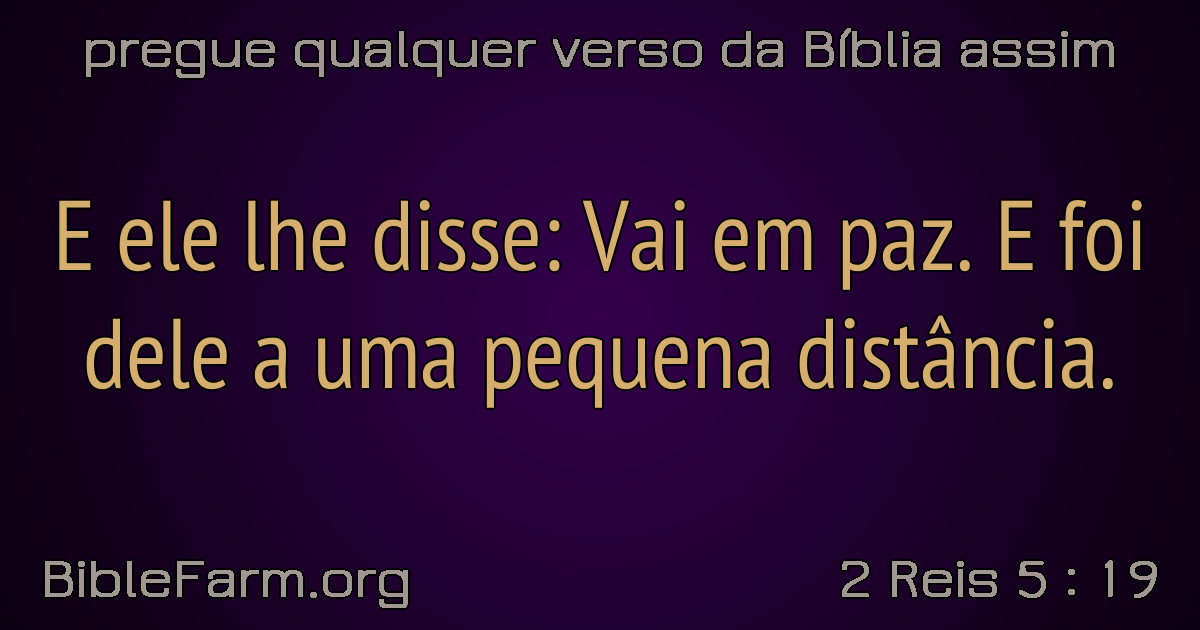 pregue qualquer verso da Bíblia assim
E ele lhe disse: Vai em paz. E foi
dele a uma pequena distância.
BibleFarm.org
2 Reis 5 : 19